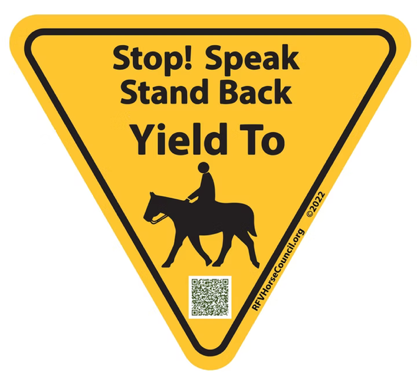 Stop! Speak
Stand Back
Yield To
RFVHorseCouncil.org ©2022